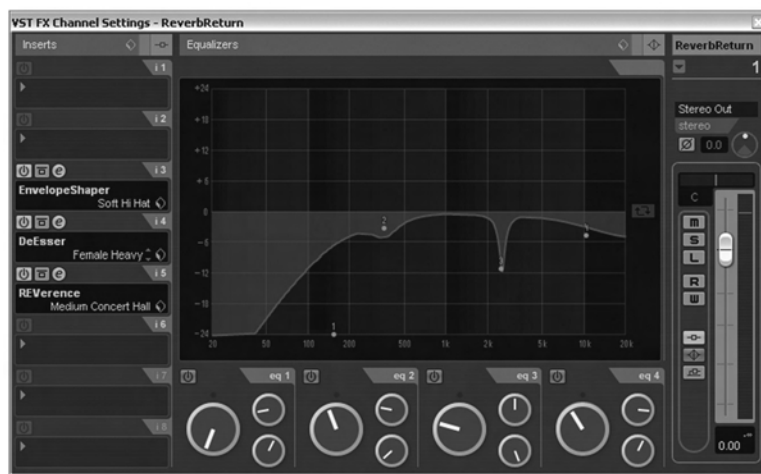 VST FX Channel Settings - ReverbReturn
Inserts
Equalizers
ReverbReturn
i 1
1
i 2
Stereo Out
stereo
0.0
i 3
EnvelopeShaper
Soft Hi Hat
i 4
DeEsser
Female Heavy
i 5
REVerence
Medium Concert Hall
i 6
i 7
i 8
+24
+18
+12
+6
0
-6
-12
-18
-24
20
50
100
200
500
1k
2k
5k
10k
20k
1
2
eq 1
eq 2
eq 3
eq 4
C
m
S
L
R
W
0.00